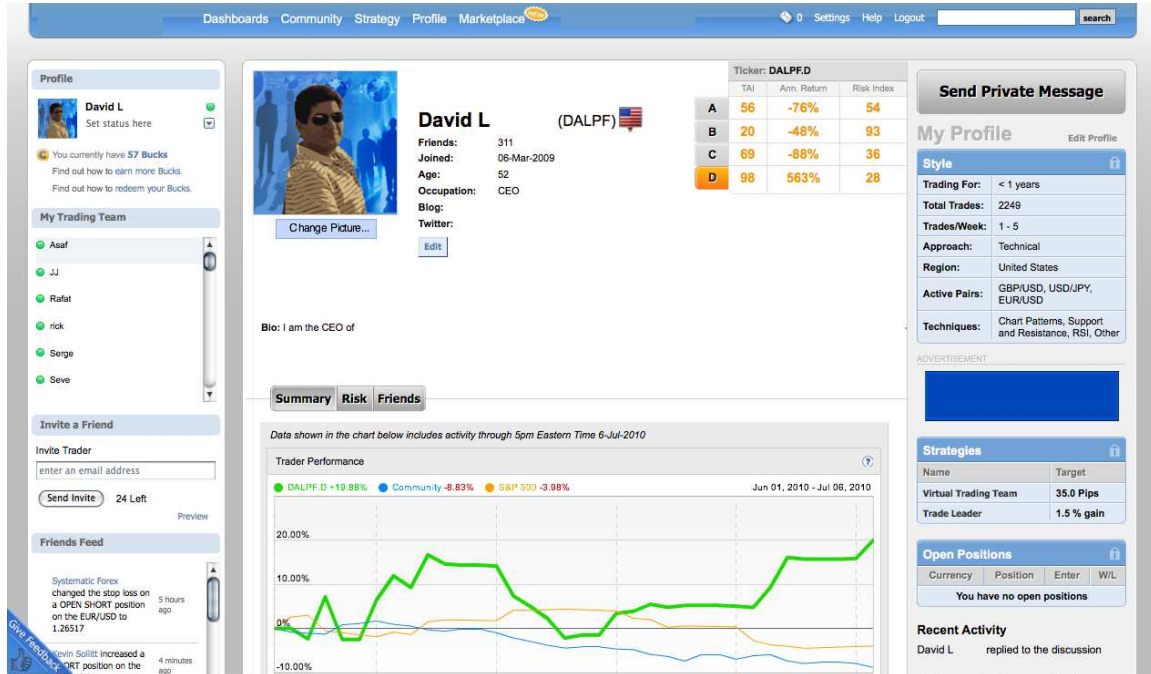 Dashboards Community Strategy Profile Marketplace NEW
0 Settings Help Logout search
Profile
David L
Set status here
You currently have 57 Bucks
Find out how to earn more Bucks.
Find out how to redeem your Bucks.
My Trading Team
Asaf
JJ
Rafat
rick
Serge
Seve
Invite a Friend
Invite Trader
enter an email address
Send Invite 24 Left
Preview
Friends Feed
Systematic Forex
changed the stop loss on
a OPEN SHORT position
on the EUR/USD to
1.26517
5 hours
ago
Kevin Sollitt increased a
SHORT position on the
4 minutes
ago
Give Feedback
Change Picture...
David L (DALPF)
Friends: 311
Joined: 06-Mar-2009
Age: 52
Occupation: CEO
Blog:
Twitter:
Edit
Ticker: DALPF.D
TAI Ann. Return Risk Index
A 56 -76% 54
B 20 -48% 93
C 69 -88% 36
D 98 563% 28
Bio: I am the CEO of
Summary Risk Friends
Data shown in the chart below includes activity through 5pm Eastern Time 6-Jul-2010
Trader Performance ?
DALPF.D +19.88% Community -8.83% S&P 500 -3.98% Jun 01, 2010 - Jul 06, 2010
20.00%
10.00%
0%
-10.00%
Send Private Message
My Profile Edit Profile
Style
Trading For: < 1 years
Total Trades: 2249
Trades/Week: 1 - 5
Approach: Technical
Region: United States
Active Pairs: GBP/USD, USD/JPY,
EUR/USD
Techniques: Chart Patterns, Support
and Resistance, RSI, Other
ADVERTISEMENT
Strategies
Name Target
Virtual Trading Team 35.0 Pips
Trade Leader 1.5 % gain
Open Positions
Currency Position Enter W/L
You have no open positions
Recent Activity
David L replied to the discussion